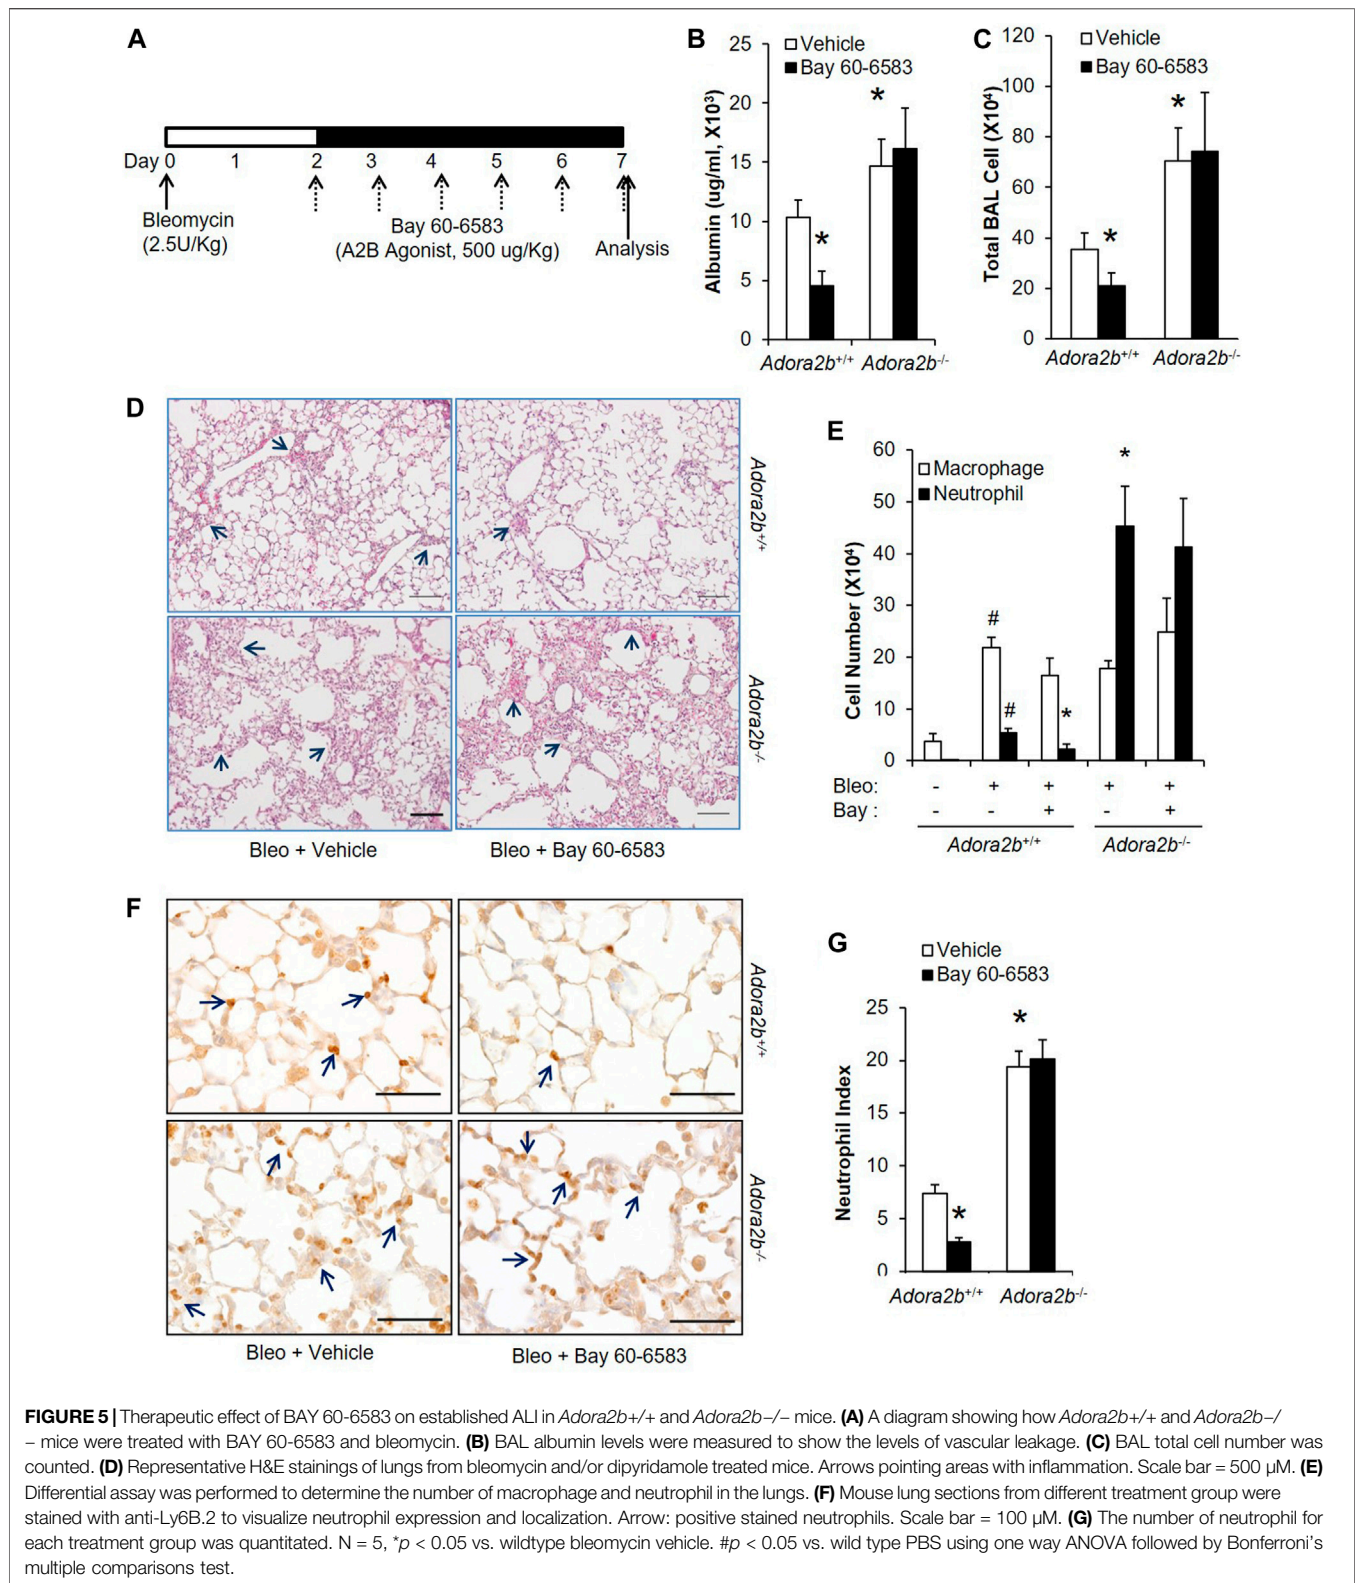 A
Day 0 1 2 3 4 5 6 7
Bleomycin
(2.5U/Kg)
Bay 60-6583
(A2B Agonist, 500 ug/Kg)
Analysis
B
Vehicle
Bay 60-6583
Albumin (ug/ml, X10³)
25
20
15
10
5
0
*
*
Adora2b+/+ Adora2b-/-
C
Vehicle
Bay 60-6583
Total BAL Cell (X10⁴)
120
100
80
60
40
20
0
*
*
Adora2b+/+ Adora2b-/-
D
Adora2b+/+
Adora2b-/-
Bleo + Vehicle
Bleo + Bay 60-6583
E
Macrophage
Neutrophil
Cell Number (X10⁴)
60
50
40
30
20
10
0
#
#
*
*
Bleo: - + + + +
Bay : - - + - +
Adora2b+/+ Adora2b-/-
F
Adora2b+/+
Adora2b-/-
Bleo + Vehicle
Bleo + Bay 60-6583
G
Vehicle
Bay 60-6583
Neutrophil Index
25
20
15
10
5
0
*
*
Adora2b+/+ Adora2b-/-
FIGURE 5 | Therapeutic effect of BAY 60-6583 on established ALI in Adora2b+/+ and Adora2b−/− mice. (A) A diagram showing how Adora2b+/+ and Adora2b−/
− mice were treated with BAY 60-6583 and bleomycin. (B) BAL albumin levels were measured to show the levels of vascular leakage. (C) BAL total cell number was
counted. (D) Representative H&E stainings of lungs from bleomycin and/or dipyridamole treated mice. Arrows pointing areas with inflammation. Scale bar = 500 µM. (E)
Differential assay was performed to determine the number of macrophage and neutrophil in the lungs. (F) Mouse lung sections from different treatment group were
stained with anti-Ly6B.2 to visualize neutrophil expression and localization. Arrow: positive stained neutrophils. Scale bar = 100 µM. (G) The number of neutrophil for
each treatment group was quantitated. N = 5, *p < 0.05 vs. wildtype bleomycin vehicle. #p < 0.05 vs. wild type PBS using one way ANOVA followed by Bonferroni’s
multiple comparisons test.